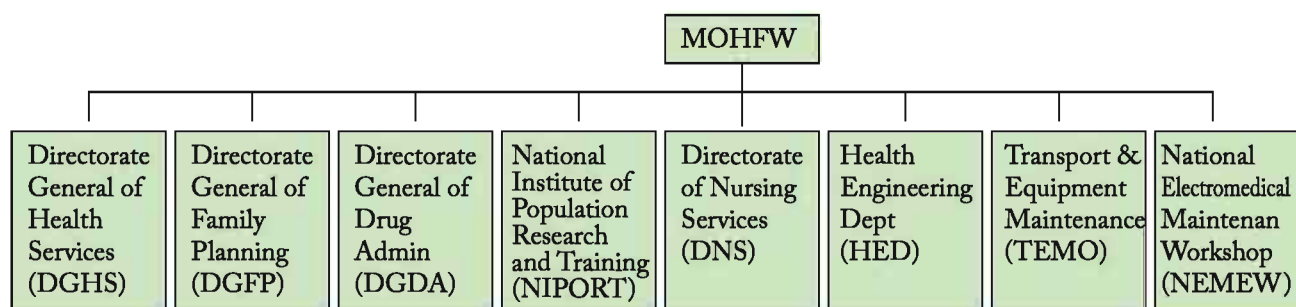 MOHFW
Directorate
General of
Health
Services
(DGHS)
Directorate
General of
Family
Planning
(DGFP)
Directorate
General of
Drug
Admin
(DGDA)
National
Institute of
Population
Research
and Training
(NIPORT)
Directorate
of Nursing
Services
(DNS)
Health
Engineering
Dept
(HED)
Transport &
Equipment
Maintenance
(TEMO)
National
Electromedical
Maintenan
Workshop
(NEMEW)